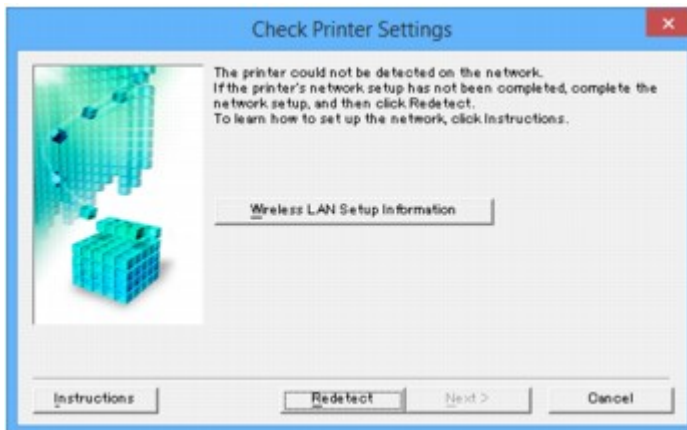 Check Printer Settings
The printer could not be detected on the network.
If the printer's network setup has not been completed, complete the
network setup, and then click Redetect.
To learn how to set up the network, click Instructions.
Wireless LAN Setup Information
Instructions
Redetect
Next >
Cancel